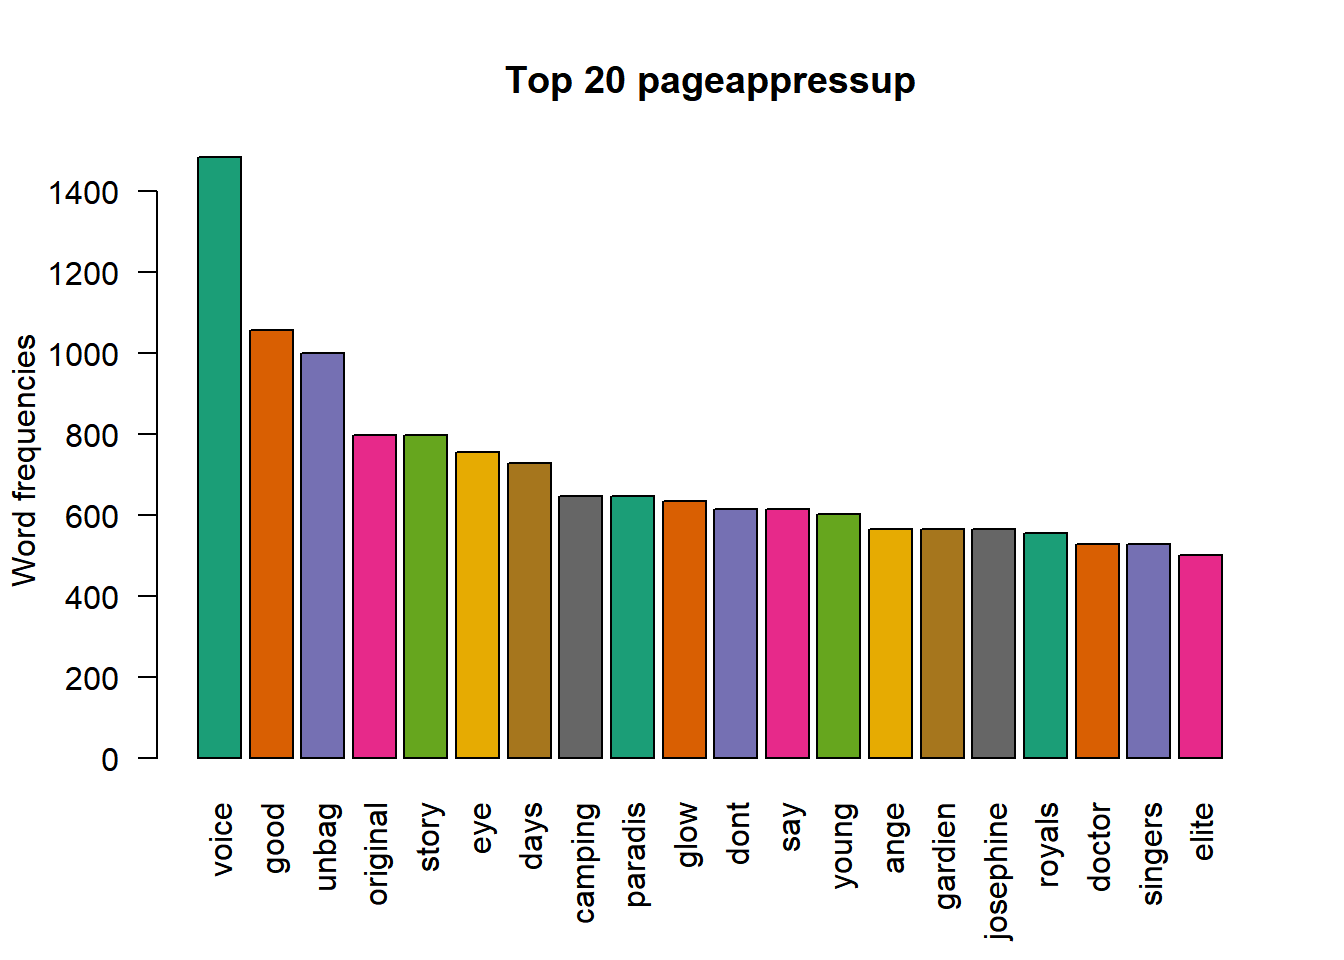 Top 20 pageappressup
Word frequencies
1400
1200
1000
800
600
400
200
0
voice
good
unbag
original
story
eye
days
camping
paradis
glow
dont
say
young
ange
gardien
josephine
royals
doctor
singers
elite